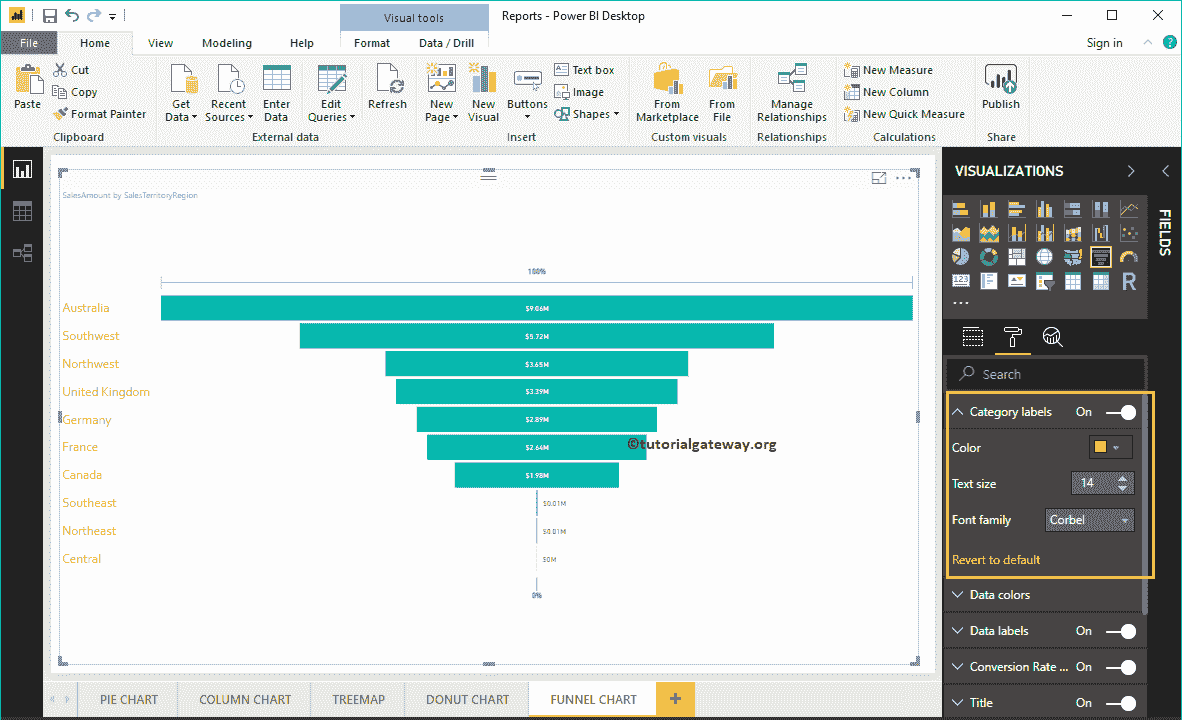 Visual tools
Reports - Power BI Desktop
File Home View Modeling Help Format Data / Drill Sign in
Paste
Cut
Copy
Format Painter
Clipboard
Get Data
Recent Sources
Enter Data
Edit Queries
External data
Refresh
New Page
New Visual
Buttons
Text box
Image
Shapes
Insert
From Marketplace
From File
Custom visuals
Manage Relationships
Relationships
New Measure
New Column
New Quick Measure
Calculations
Publish
Share
SalesAmount by SalesTerritoryRegion
100%
Australia $9.06M
Southwest $5.72M
Northwest $3.65M
United Kingdom $3.39M
Germany $2.89M
France $2.64M
©tutorialgateway.org
Canada $1.98M
Southeast $0.01M
Northeast $0.01M
Central $0M
0%
VISUALIZATIONS
FIELDS
123
R
Search
Category labels On
Color
Text size 14
Font family Corbel
Revert to default
Data colors
Data labels On
Conversion Rate ... On
Title On
PIE CHART COLUMN CHART TREEMAP DONUT CHART FUNNEL CHART +